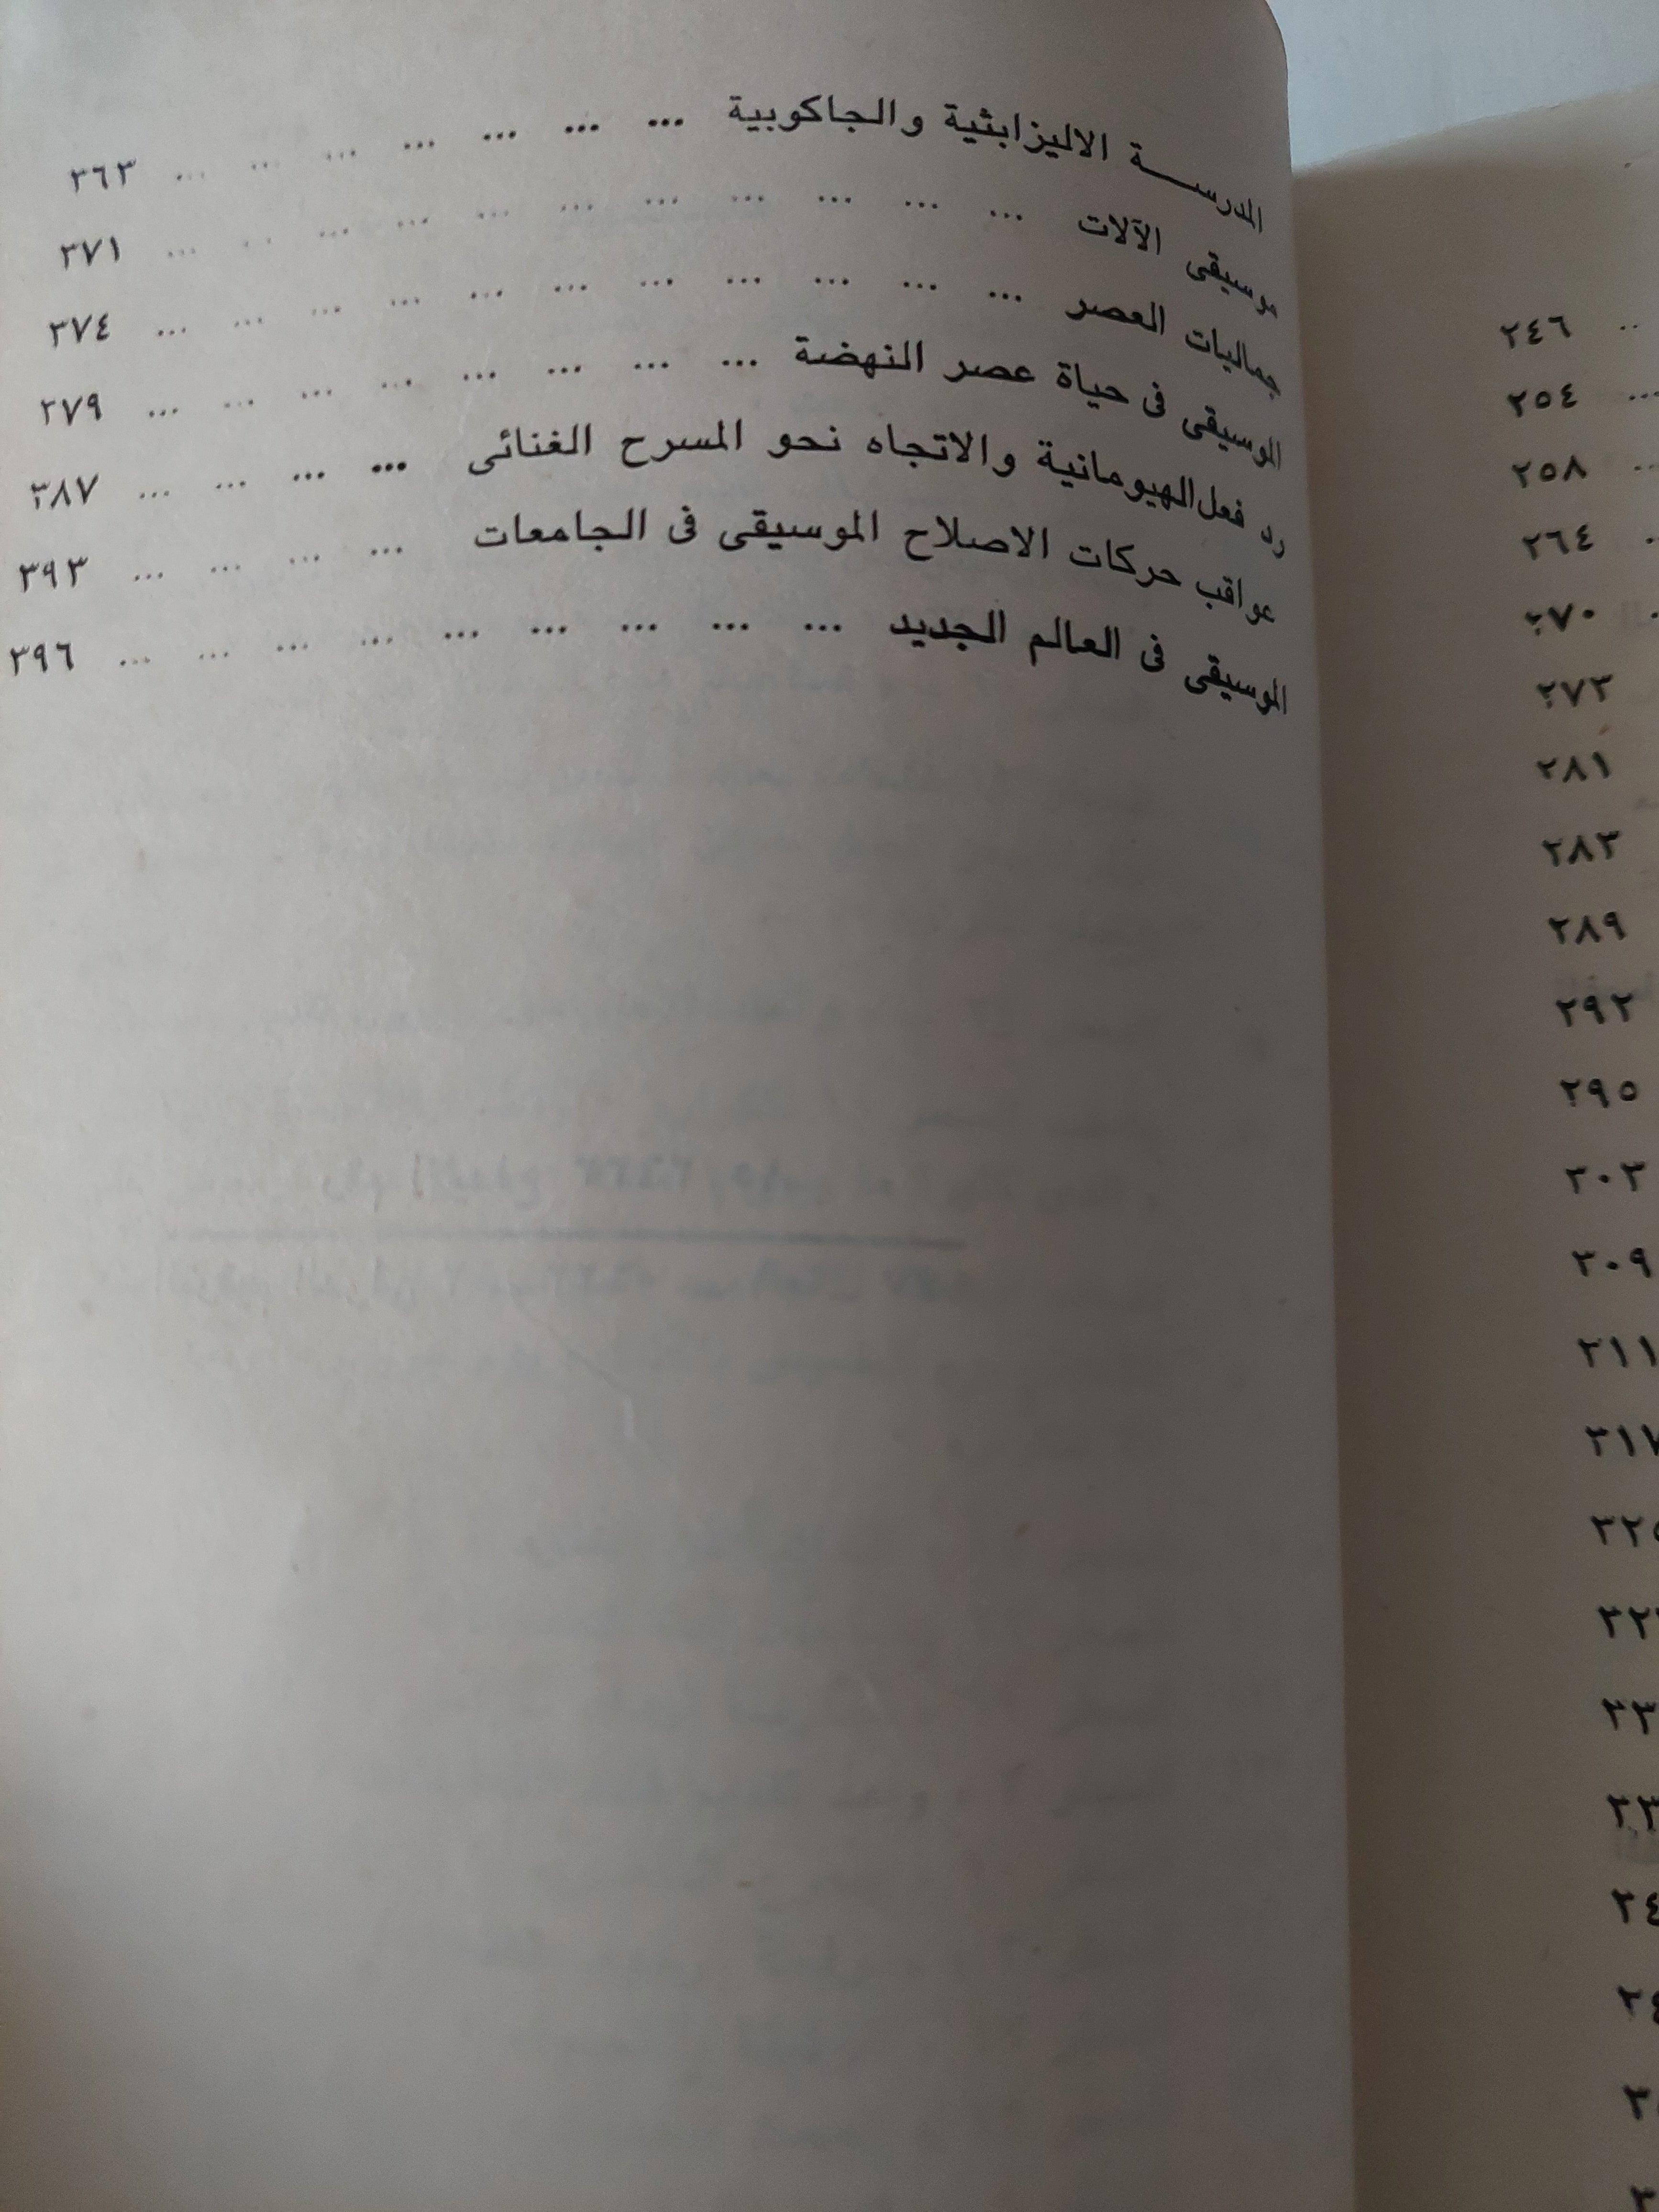 المدرسة الاليزابثية والجاكوبية ... ... ... ... ... ... ... ٣٦٣
موسيقى الآلات ... ... ... ... ... ... ... ... ... ... ... ٣٧١
جماليات العصر ... ... ... ... ... ... ... ... ... ... ... ٣٧٤
الموسيقى فى حياة عصر النهضة ... ... ... ... ... ... ... ... ٣٧٩
رد فعل الهيومانية والاتجاه نحو المسرح الغنائى ... ... ... ... ٣٨٧
عواقب حركات الاصلاح الموسيقى فى الجامعات ... ... ... ... ٣٩٣
الموسيقى فى العالم الجديد ... ... ... ... ... ... ... ... ... ٣٩٦
٢٤٦
٢٥٤
٢٥٨
٢٦٤
٢٧٠
٢٧٣
٢٨١
٢٨٣
٢٨٩
٢٩٢
٢٩٥
٣٠٣
٣٠٩
٣١١
٣١٧